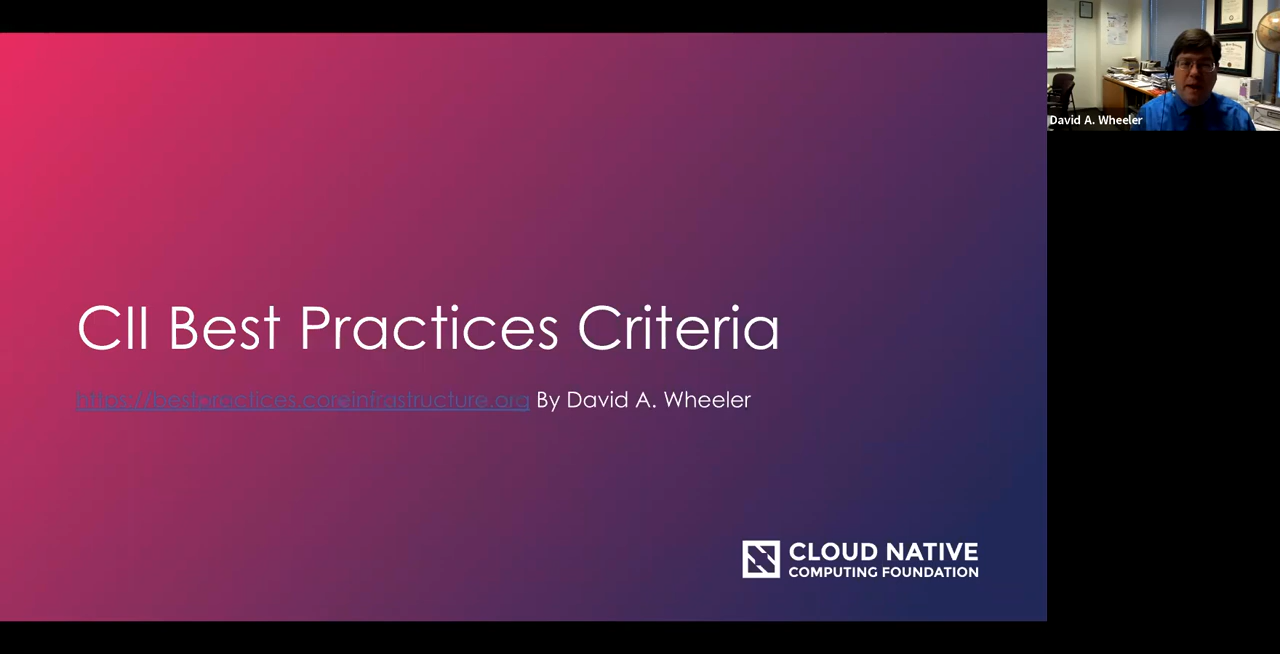 CII Best Practices Criteria
https://bestpractices.coreinfrastructure.org By David A. Wheeler
CLOUD NATIVE
COMPUTING FOUNDATION
David A. Wheeler